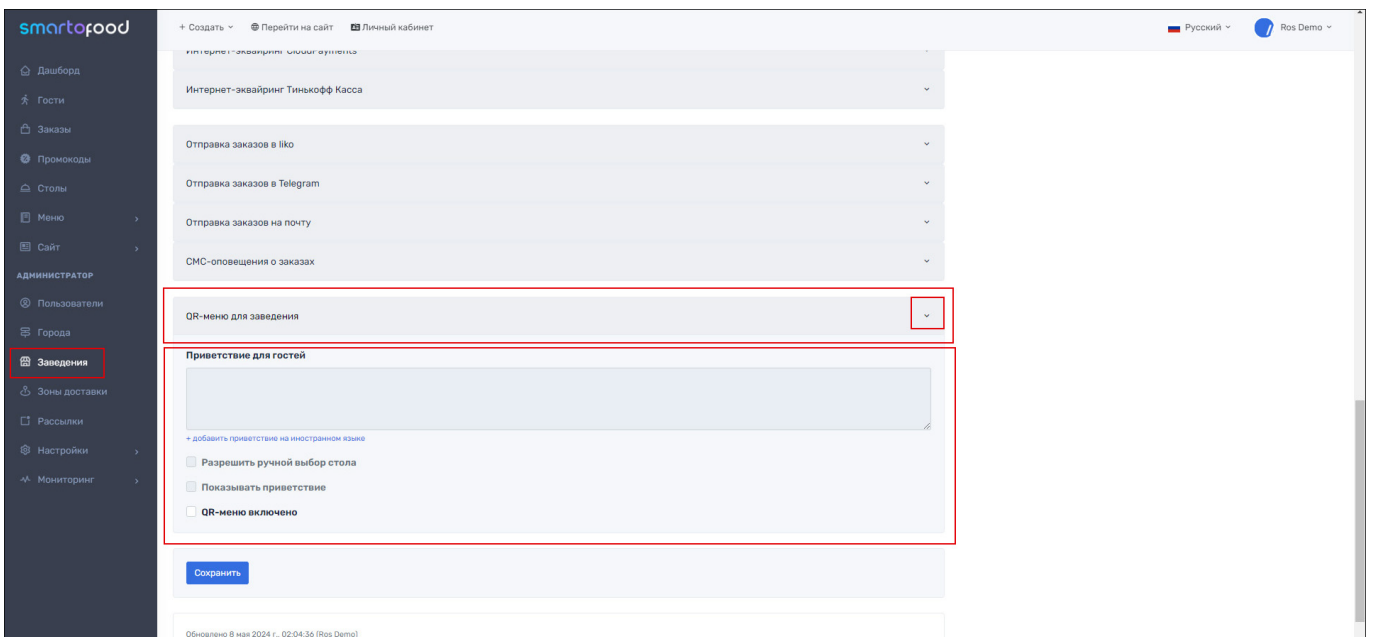 smartofood
+ Создать
Перейти на сайт
Личный кабинет
Русский
Ros Demo
Дашборд
Гости
Заказы
Промокоды
Столы
Меню
Сайт
АДМИНИСТРАТОР
Пользователи
Города
Заведения
Зоны доставки
Рассылки
Настройки
Мониторинг
Интернет-эквайринг CloudPayments
Интернет-эквайринг Тинькофф Касса
Отправка заказов в Iiko
Отправка заказов в Telegram
Отправка заказов на почту
СМС-оповещения о заказах
QR-меню для заведения
Приветствие для гостей
+ добавить приветствие на иностранном языке
Разрешить ручной выбор стола
Показывать приветствие
QR-меню включено
Сохранить
Обновлено 8 мая 2024 г., 02:04:36 (Ros Demo)